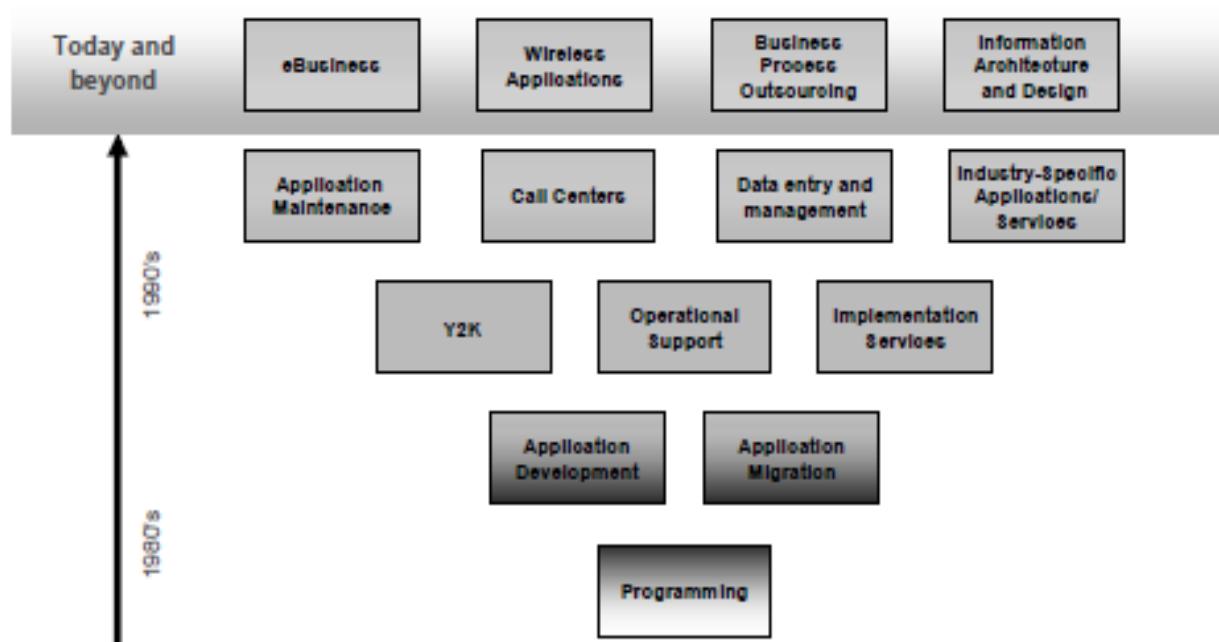 Today and
beyond
eBusiness
Wireless
Applications
Business
Process
Outsourcing
Information
Architecture
and Design
Application
Maintenance
Call Centers
Data entry and
management
Industry-Specific
Applications/
Services
1990's
Y2K
Operational
Support
Implementation
Services
Application
Development
Application
Migration
1980's
Programming